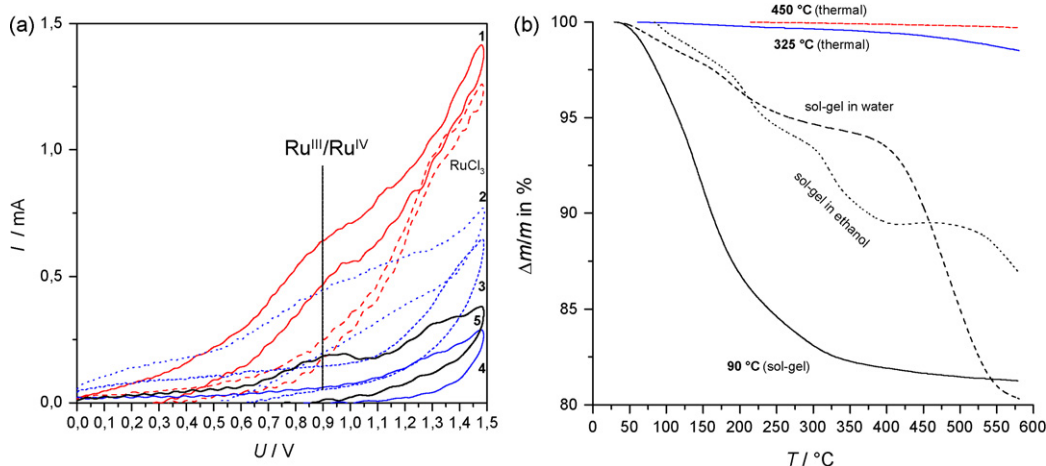 (a)
1,5
1,0
0,5
0,0
I / mA
0,0 0,1 0,2 0,3 0,4 0,5 0,6 0,7 0,8 0,9 1,0 1,1 1,2 1,3 1,4 1,5
U / V
Ru^III/Ru^IV
1
RuCl₃
2
3
5
4
(b)
100
95
90
85
80
Δm/m in %
0 50 100 150 200 250 300 350 400 450 500 550 600
T / °C
450 °C (thermal)
325 °C (thermal)
sol-gel in water
sol-gel in ethanol
90 °C (sol-gel)